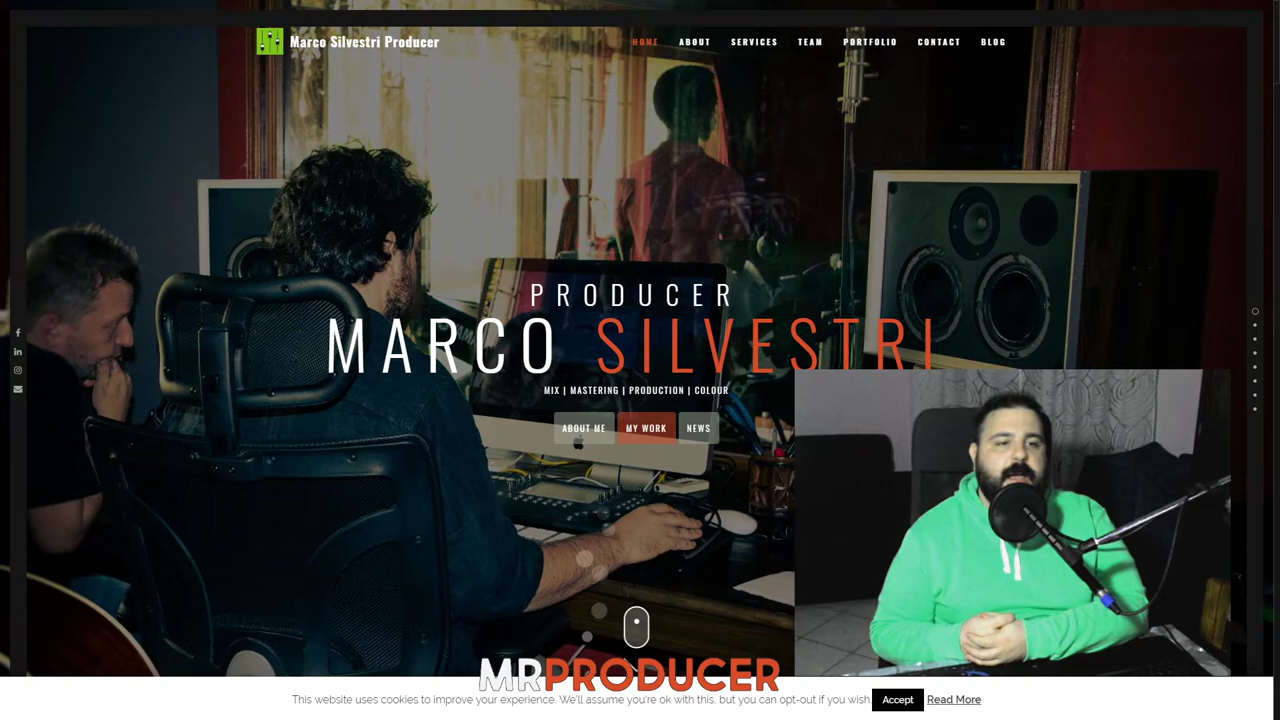 Marco Silvestri Producer
HOME ABOUT SERVICES TEAM PORTFOLIO CONTACT BLOG
PRODUCER
MARCO SILVESTRI
MIX | MASTERING | PRODUCTION | COLOUR
ABOUT ME MY WORK NEWS
MRPRODUCER
This website uses cookies to improve your experience. We'll assume you're ok with this, but you can opt-out if you wish. Accept Read More